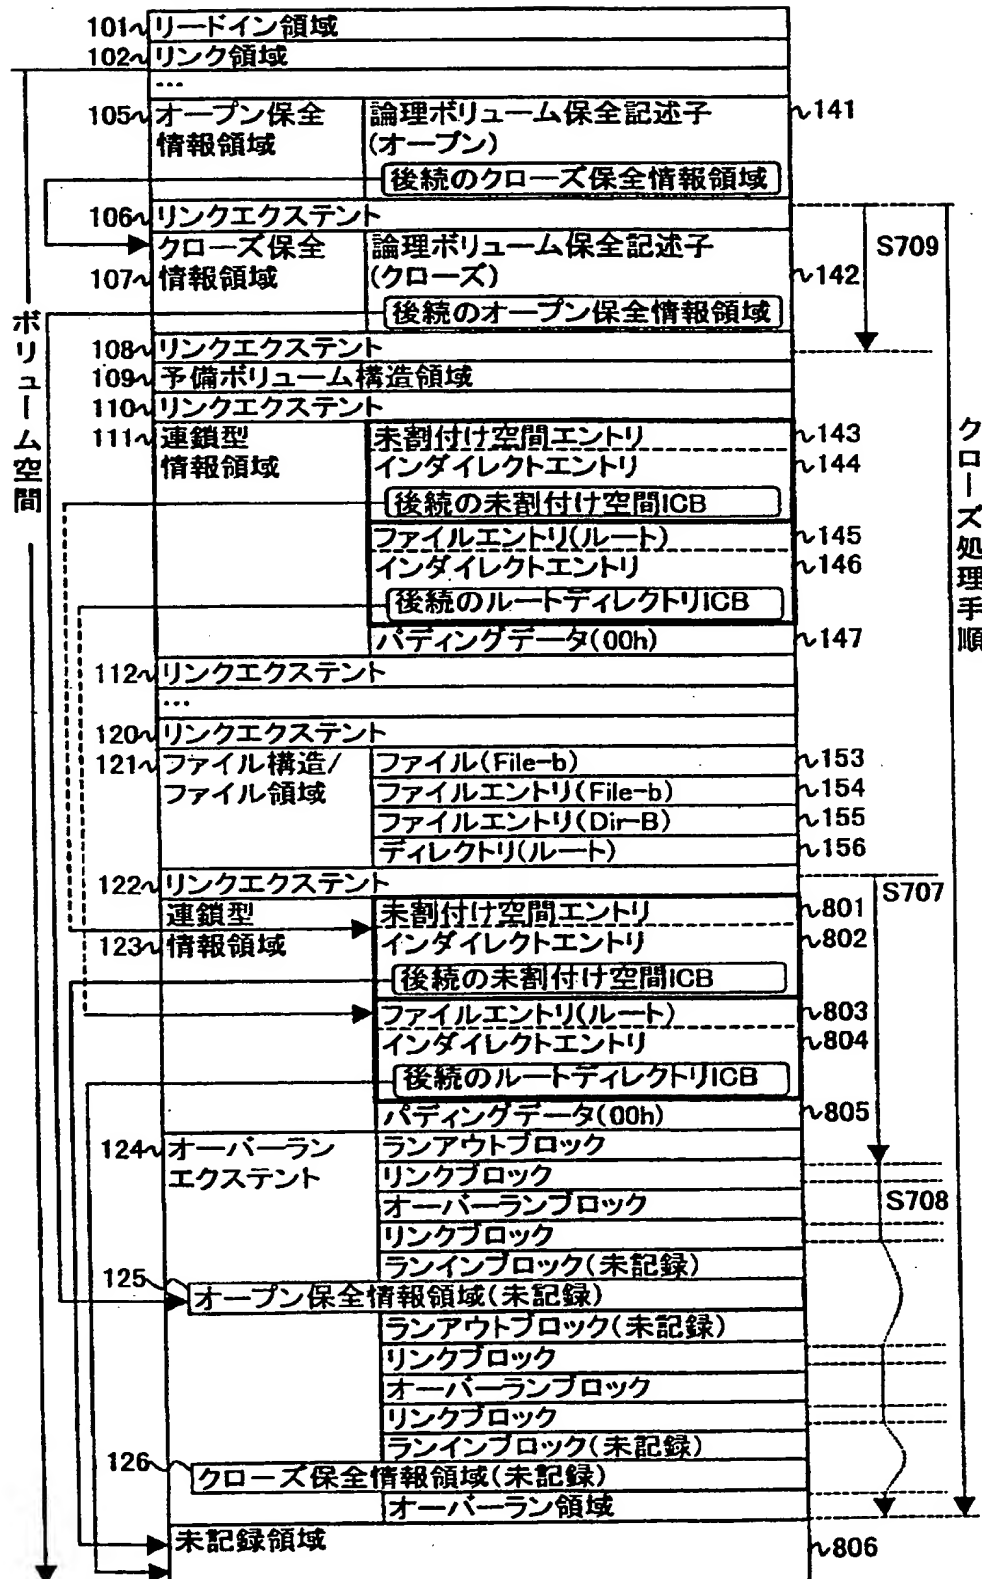 101 リードイン領域
102 リンク領域
…
105 オープン保全 論理ボリューム保全記述子 141
情報領域 (オープン)
後続のクローズ保全情報領域
106 リンクエクステント
クローズ保全 論理ボリューム保全記述子 S709
107 情報領域 (クローズ) 142
後続のオープン保全情報領域
108 リンクエクステント
109 予備ボリューム構造領域
110 リンクエクステント
111 連鎖型 未割付け空間エントリ 143
情報領域 インダイレクトエントリ 144
後続の未割付け空間ICB
ファイルエントリ(ルート) 145
インダイレクトエントリ 146
後続のルートディレクトリICB
パディングデータ(00h) 147
112 リンクエクステント
…
120 リンクエクステント
121 ファイル構造/ ファイル(File-b) 153
ファイル領域 ファイルエントリ(File-b) 154
ファイルエントリ(Dir-B) 155
ディレクトリ(ルート) 156
122 リンクエクステント S707
連鎖型 未割付け空間エントリ 801
123 情報領域 インダイレクトエントリ 802
後続の未割付け空間ICB
ファイルエントリ(ルート) 803
インダイレクトエントリ 804
後続のルートディレクトリICB
パディングデータ(00h) 805
124 オーバーラン ランアウトブロック
エクステント リンクブロック
オーバーランブロック S708
リンクブロック
ランインブロック(未記録)
125 オープン保全情報領域(未記録)
ランアウトブロック(未記録)
リンクブロック
オーバーランブロック
リンクブロック
ランインブロック(未記録)
126 クローズ保全情報領域(未記録)
オーバーラン領域
未記録領域 806
ボリューム空間
クローズ処理手順